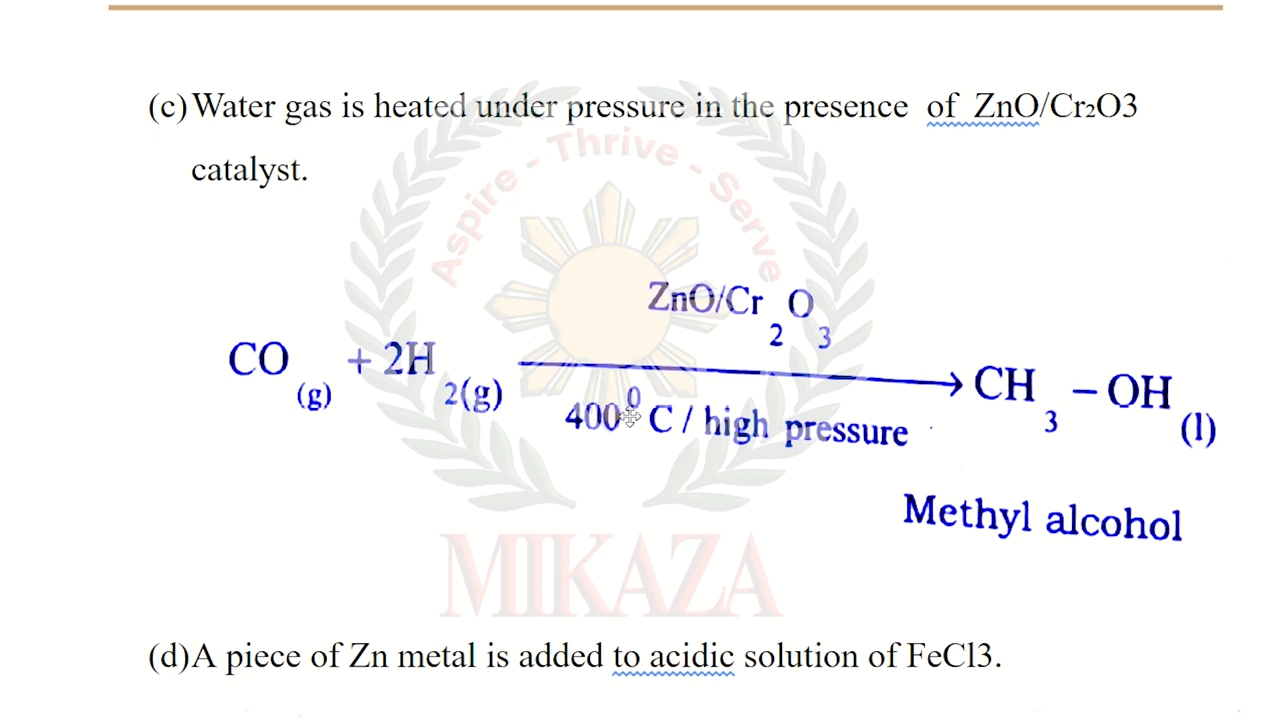 (c) Water gas is heated under pressure in the presence of ZnO/Cr₂O3
catalyst.
Aspire - Thrive - Serve
ZnO/Cr₂O₃
CO(g) + 2H₂(g) ⟶ CH₃ – OH(l)
400⁰ C / high pressure
Methyl alcohol
MIKAZA
(d) A piece of Zn metal is added to acidic solution of FeCl3.